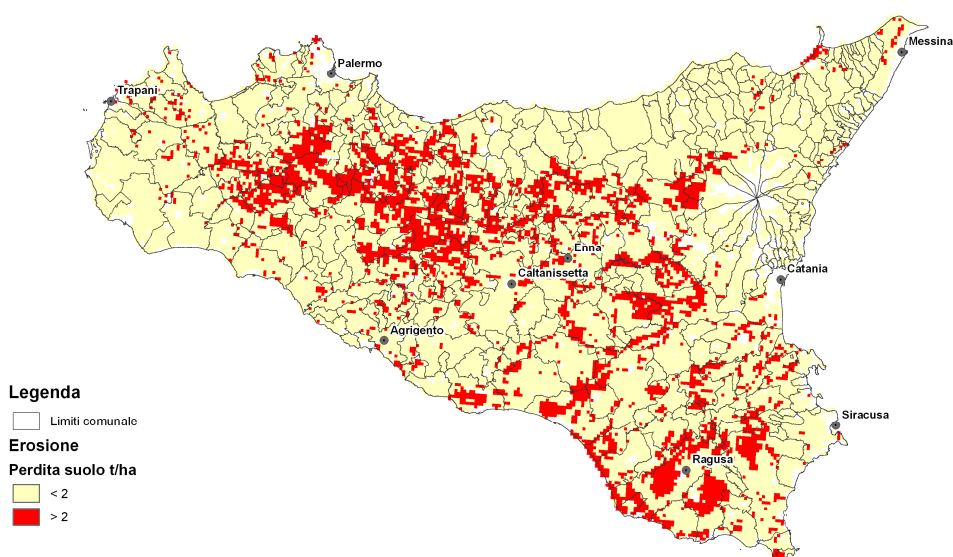 Messina
Palermo
Trapani
Enna
Catania
Caltanissetta
Agrigento
Siracusa
Ragusa
Legenda
Limiti comunale
Erosione
Perdita suolo t/ha
< 2
> 2